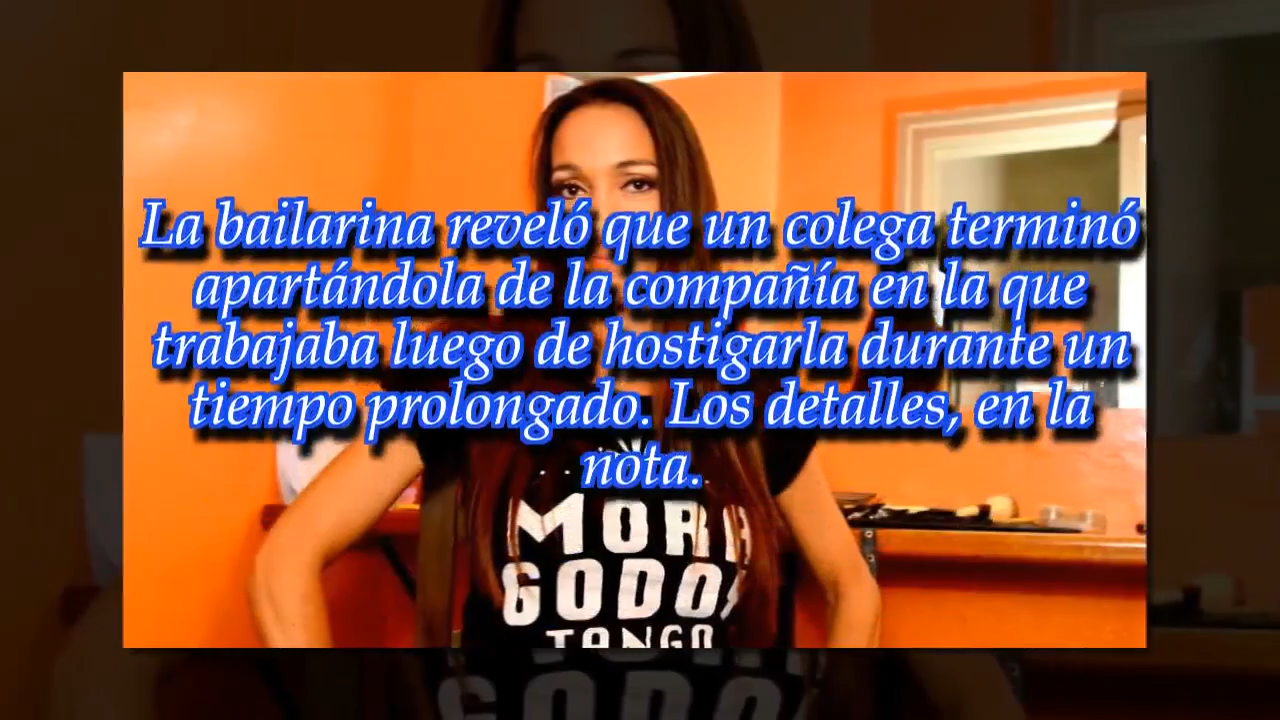 La bailarina reveló que un colega terminó
apartándola de la compañía en la que
trabajaba luego de hostigarla durante un
tiempo prolongado. Los detalles, en la
nota.
MORA
GODOY
TANGO